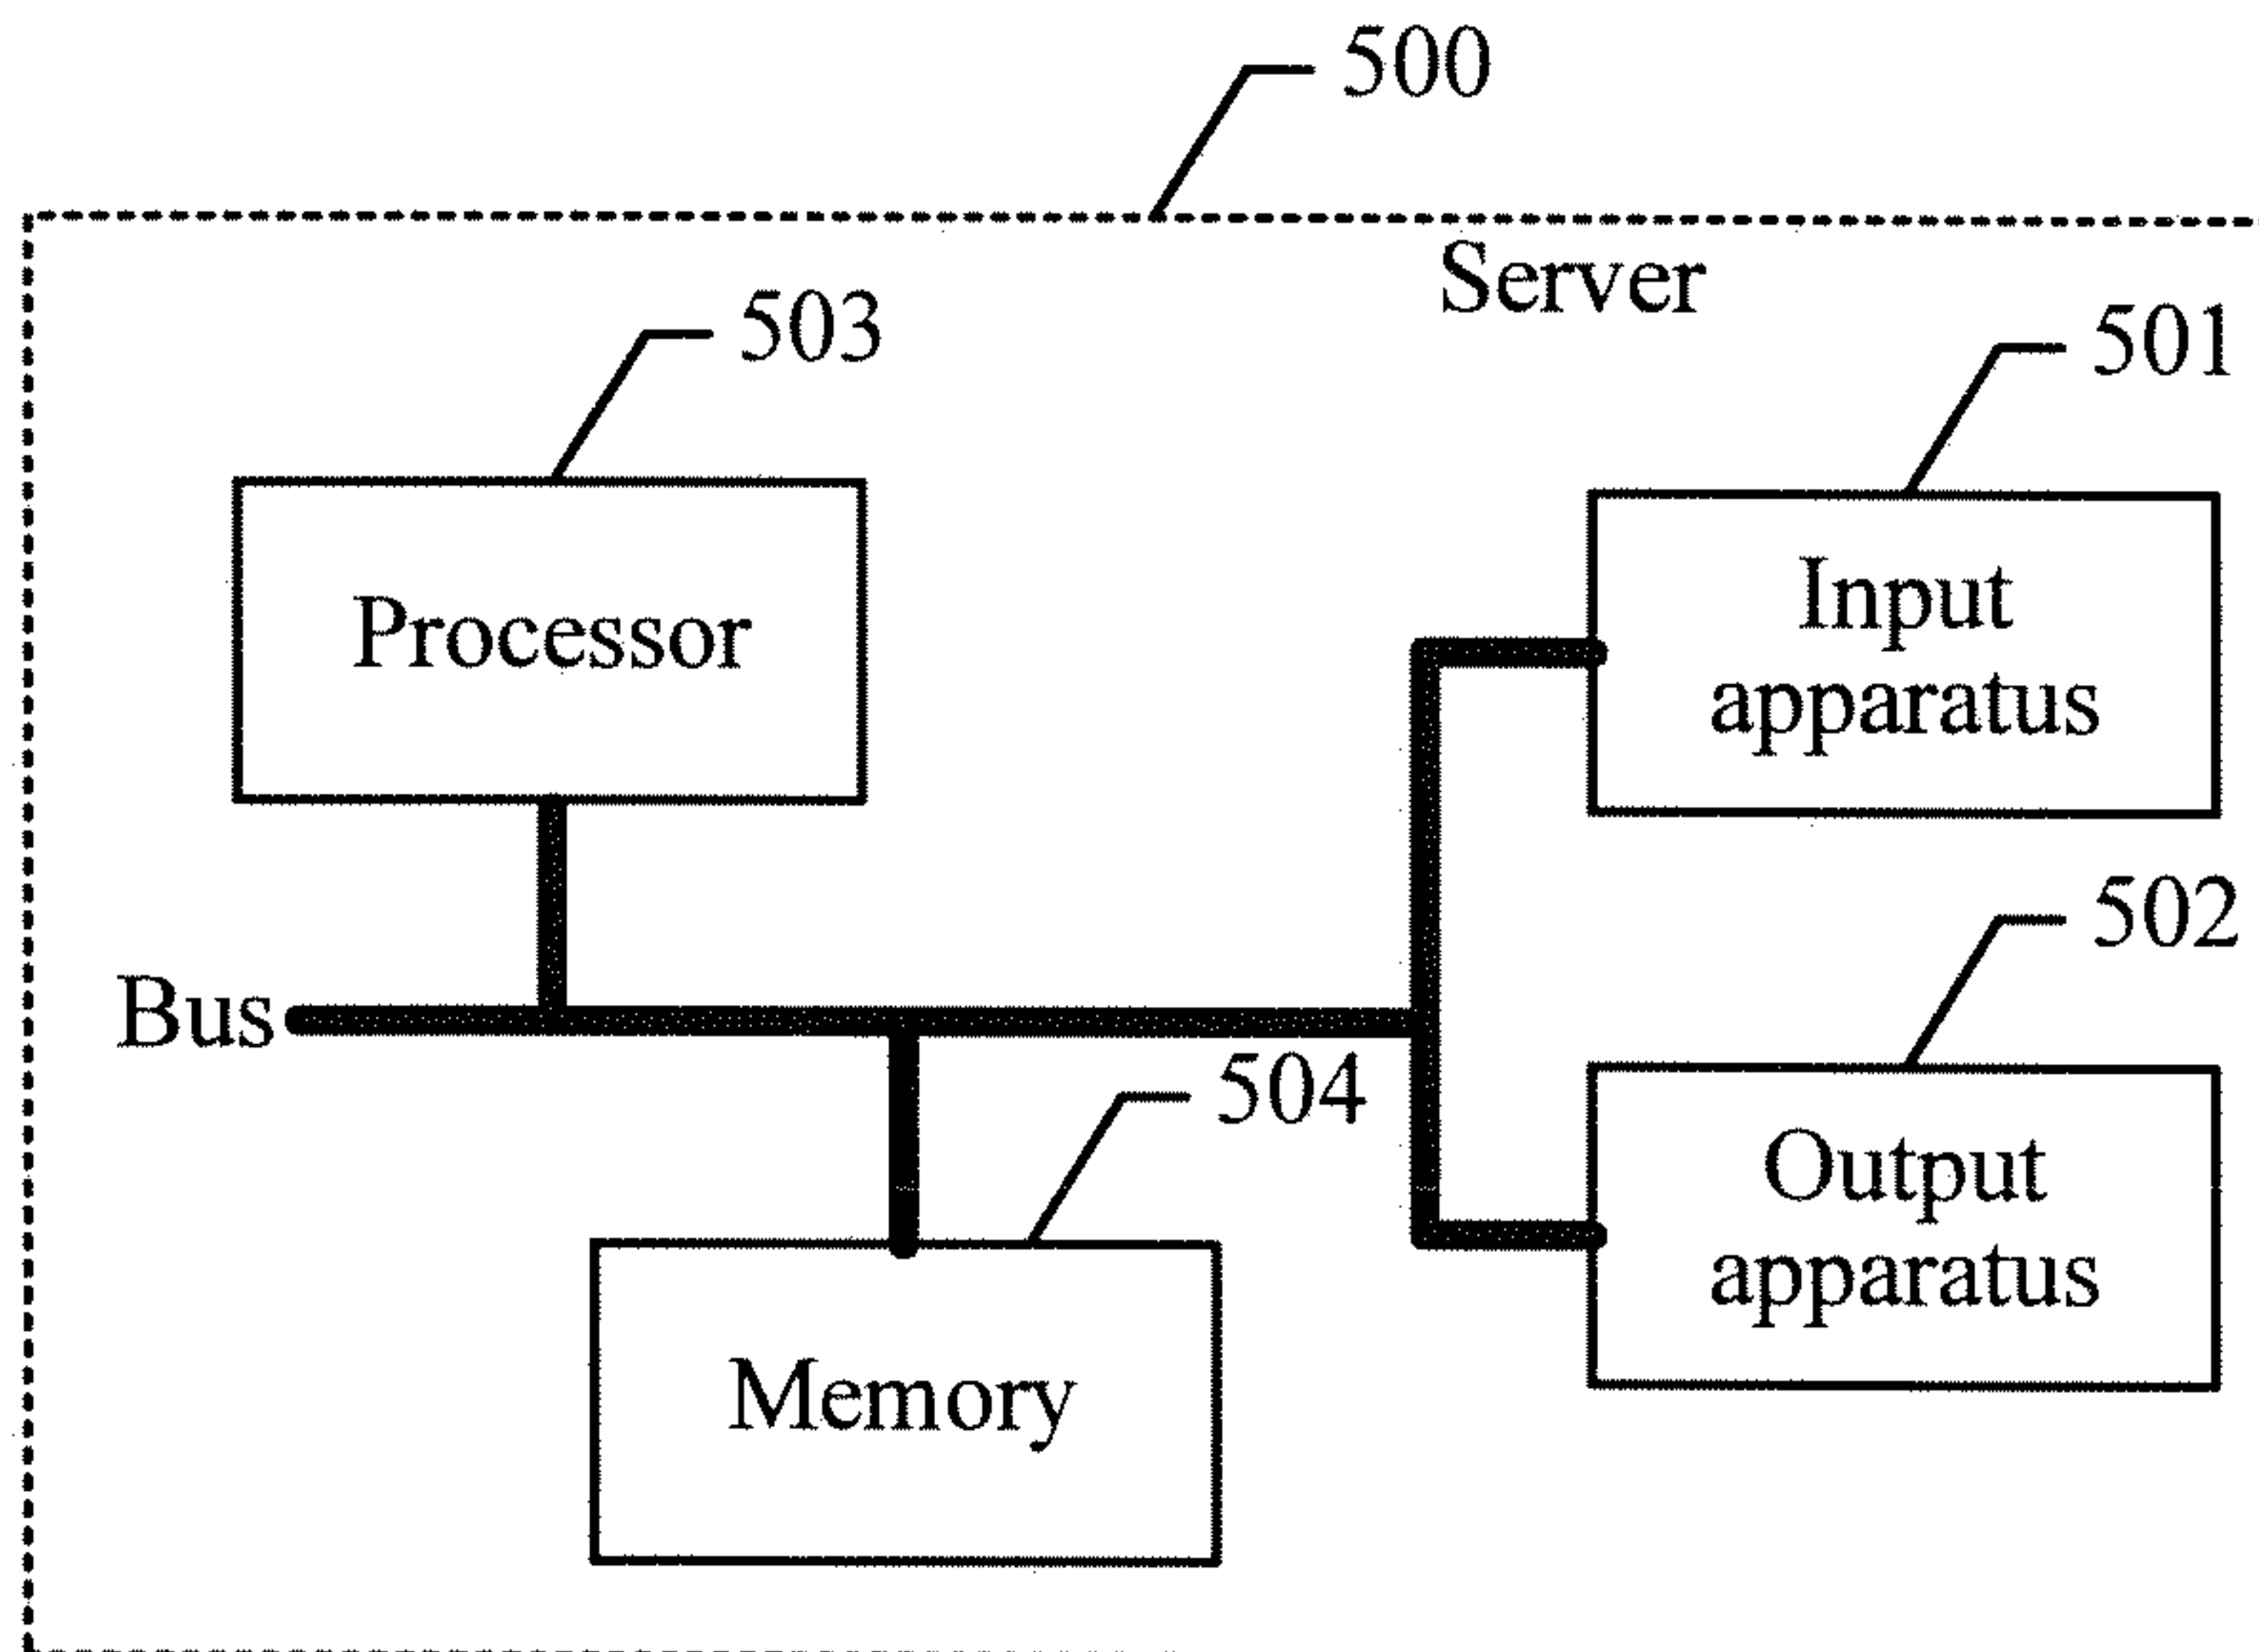 500
Server
503
501
Processor
Input
apparatus
502
Bus
504
Output
apparatus
Memory